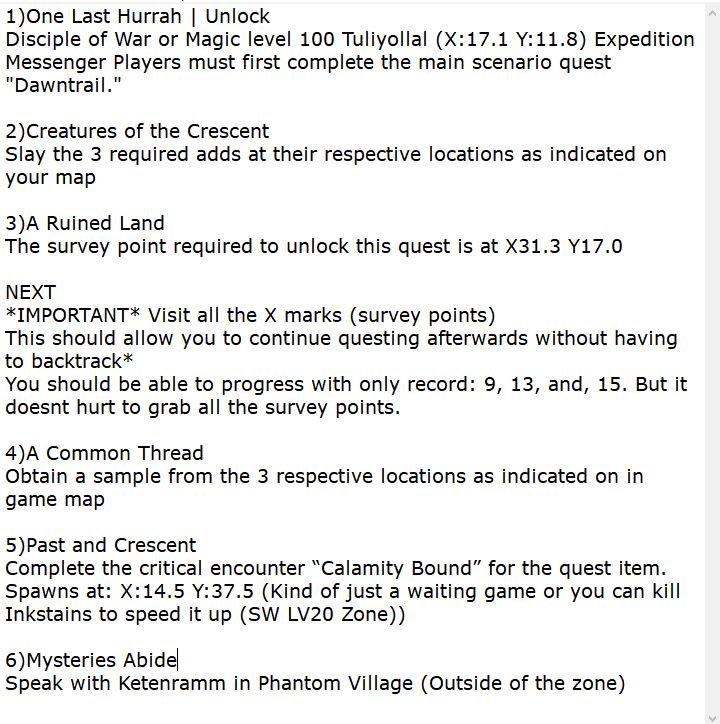 1)One Last Hurrah | Unlock
Disciple of War or Magic level 100 Tuliyollal (X:17.1 Y:11.8) Expedition
Messenger Players must first complete the main scenario quest
"Dawntrail."
2)Creatures of the Crescent
Slay the 3 required adds at their respective locations as indicated on
your map
3)A Ruined Land
The survey point required to unlock this quest is at X31.3 Y17.0
NEXT
*IMPORTANT* Visit all the X marks (survey points)
This should allow you to continue questing afterwards without having
to backtrack*
You should be able to progress with only record: 9, 13, and, 15. But it
doesnt hurt to grab all the survey points.
4)A Common Thread
Obtain a sample from the 3 respective locations as indicated on in
game map
5)Past and Crescent
Complete the critical encounter “Calamity Bound” for the quest item.
Spawns at: X:14.5 Y:37.5 (Kind of just a waiting game or you can kill
Inkstains to speed it up (SW LV20 Zone))
6)Mysteries Abide
Speak with Ketenramm in Phantom Village (Outside of the zone)